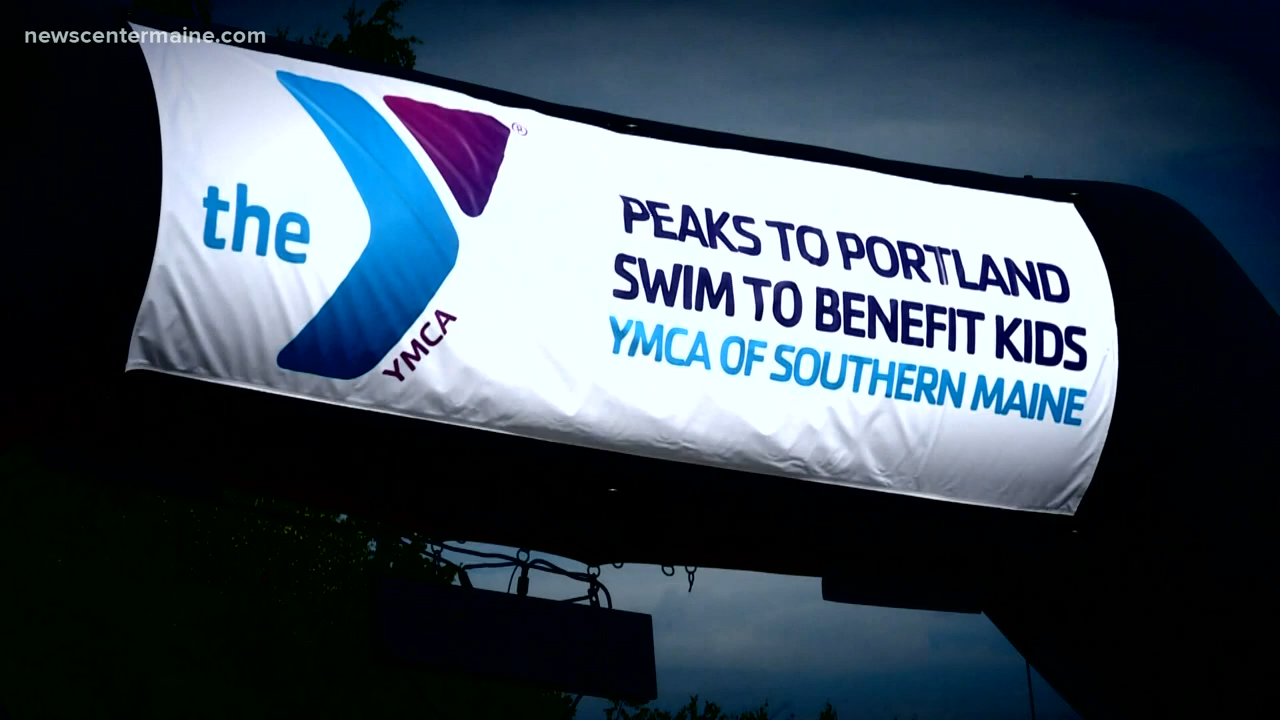 newscentermaine.com
the
®
YMCA
PEAKS TO PORTLAND
SWIM TO BENEFIT KIDS
YMCA OF SOUTHERN MAINE